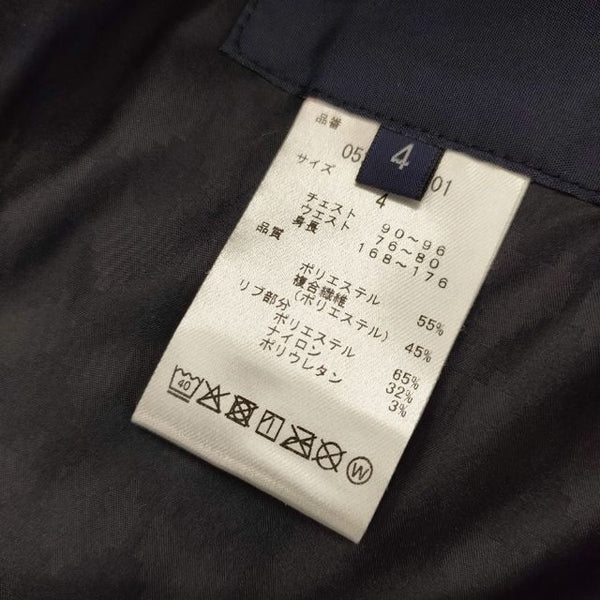 品番
05 4 01
サイズ 4
チェスト 90~96
ウエスト 76~80
身長 168~176
品質
ポリエステル 55%
複合繊維
(ポリエステル) 45%
リブ部分
ポリエステル 65%
ナイロン 32%
ポリウレタン 3%
40
W